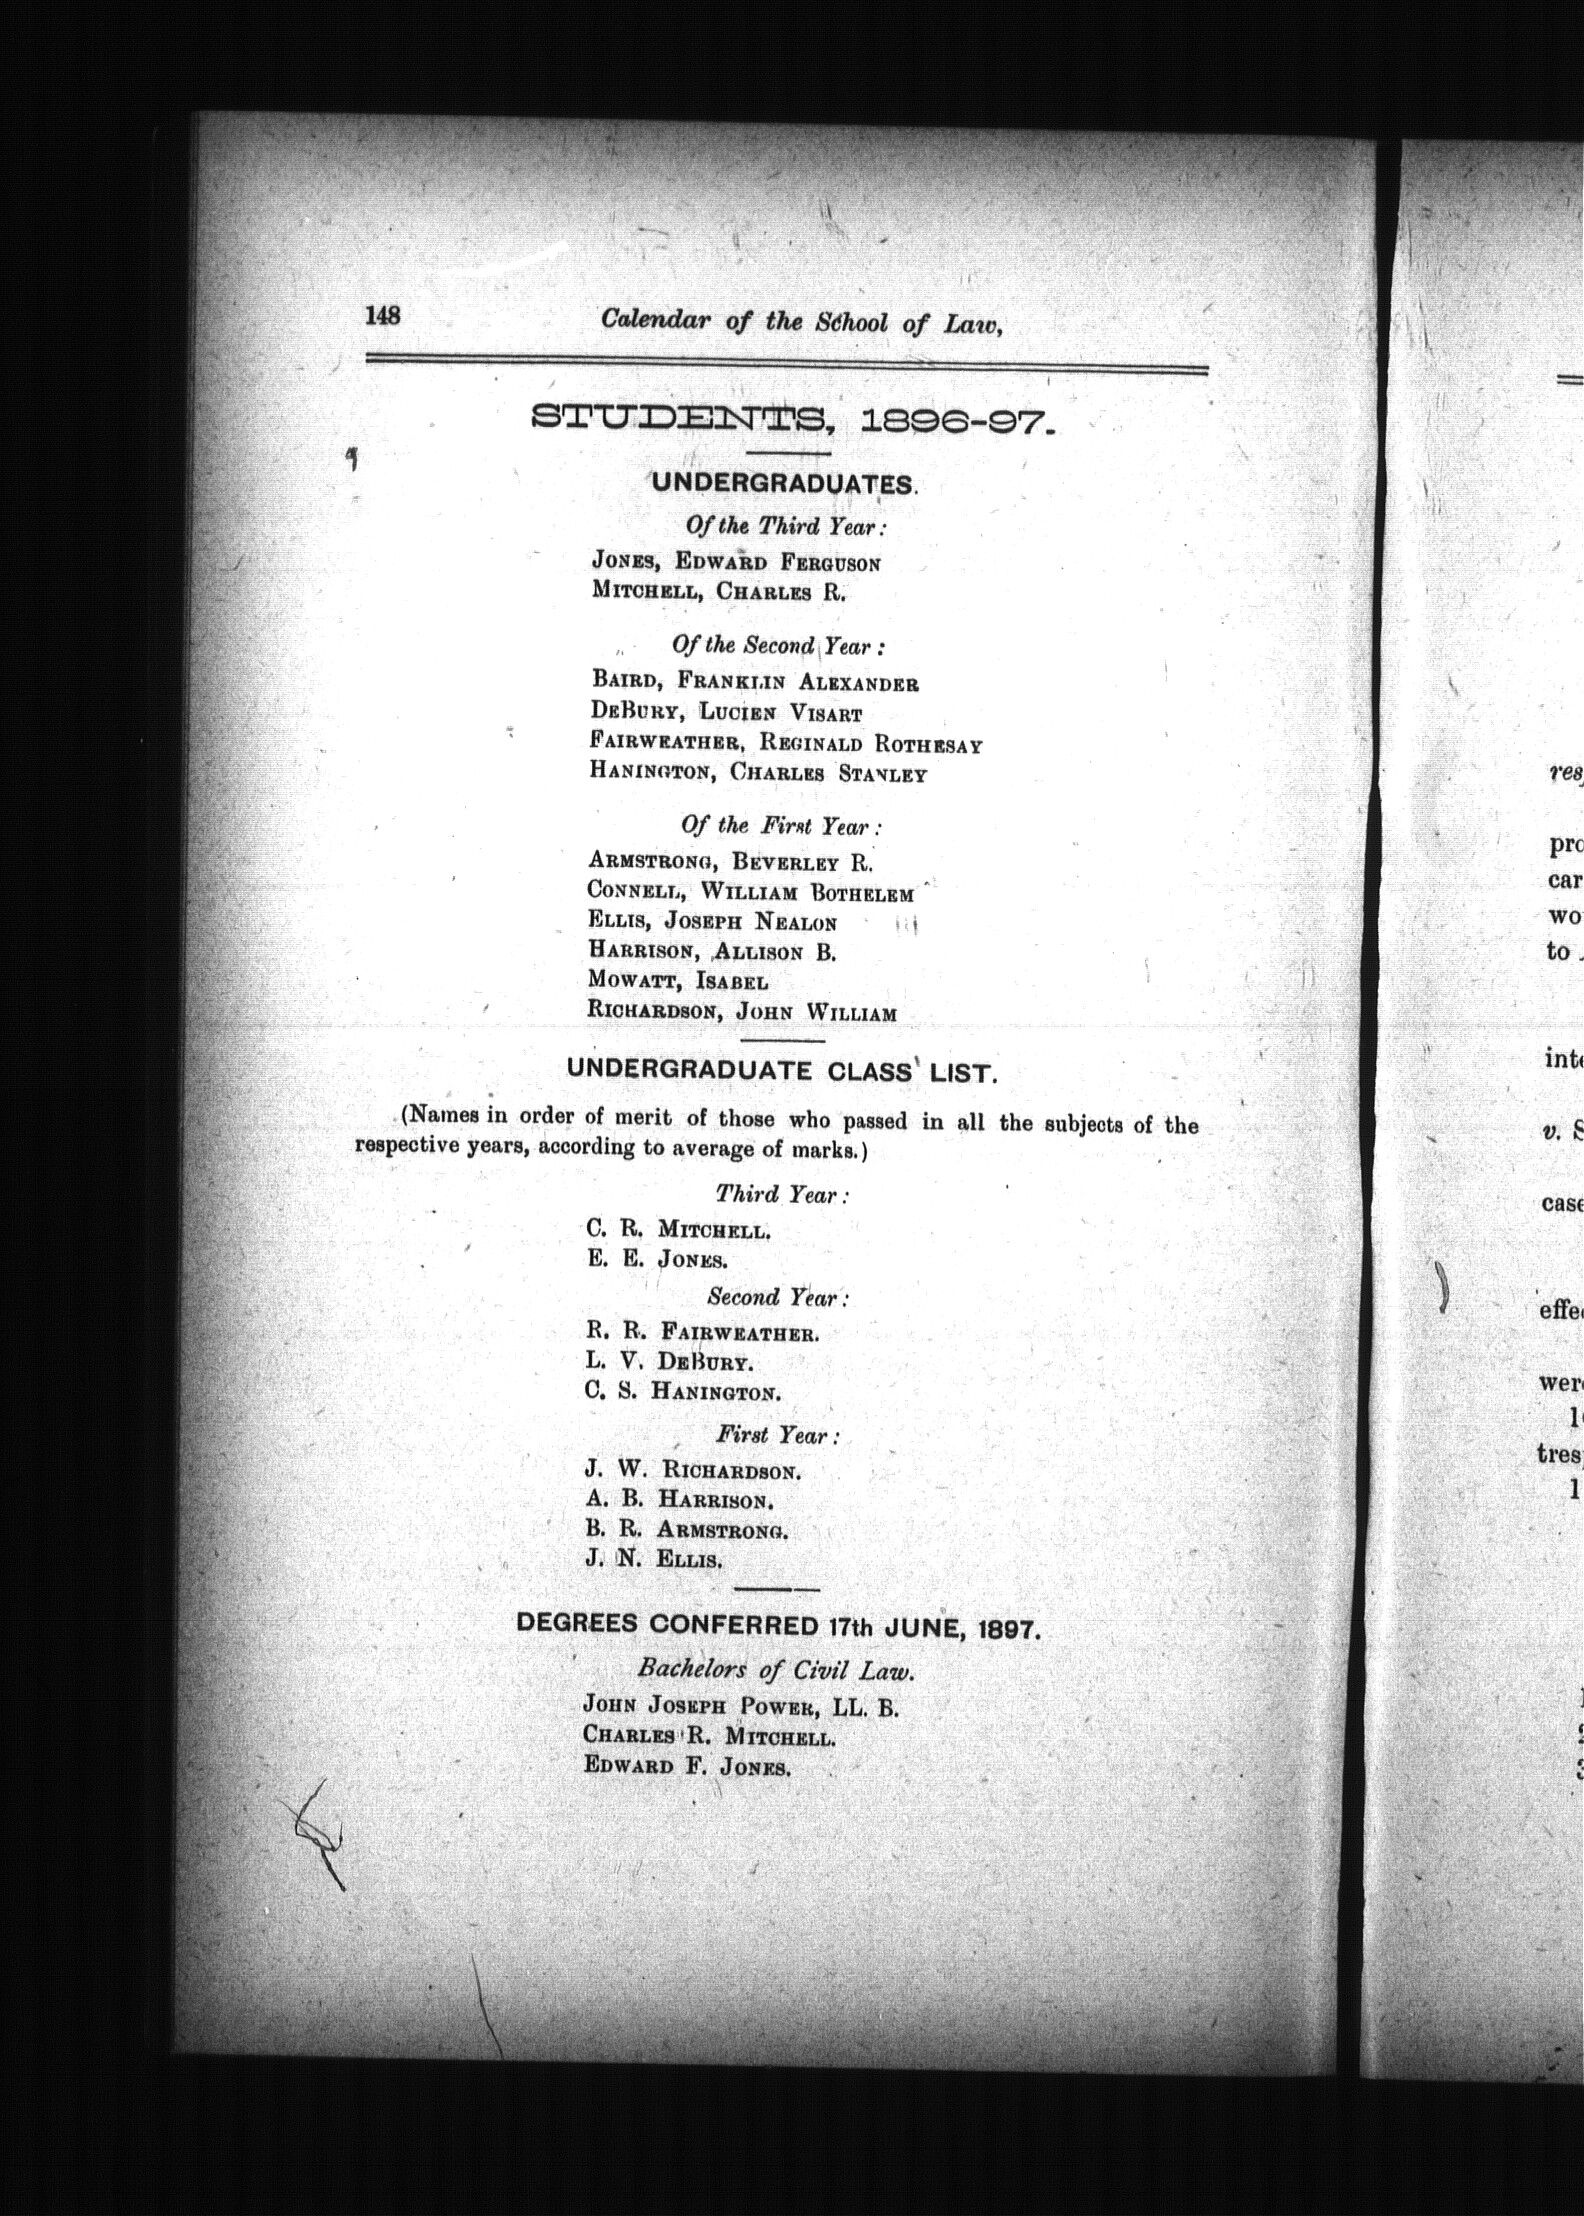 148
Calendar of the School of Law,
STUDENTS, 1896-97.
UNDERGRADUATES.
Of the Third Year:
JONES, EDWARD FERGUSON
MITCHELL, CHARLES R.
Of the Second Year:
BAIRD, FRANKLIN ALEXANDER
DEBURY, LUCIEN VISART
FAIRWEATHER, REGINALD ROTHESAY
HANINGTON, CHARLES STANLEY
Of the First Year:
ARMSTRONG, BEVERLEY R.
CONNELL, WILLIAM BOTHELEM
ELLIS, JOSEPH NEALON
HARRISON, ALLISON B.
MOWATT, ISABEL
RICHARDSON, JOHN WILLIAM
UNDERGRADUATE CLASS LIST.
(Names in order of merit of those who passed in all the subjects of the
respective years, according to average of marks.)
Third Year:
C. R. MITCHELL.
E. E. JONES.
Second Year:
R. R. FAIRWEATHER.
L. V. DEBURY.
C. S. HANINGTON.
First Year:
J. W. RICHARDSON.
A. B. HARRISON.
B. R. ARMSTRONG.
J. N. ELLIS.
DEGREES CONFERRED 17th JUNE, 1897.
Bachelors of Civil Law.
JOHN JOSEPH POWER, LL. B.
CHARLES R. MITCHELL.
EDWARD F. JONES.
car
wo
to
v. S